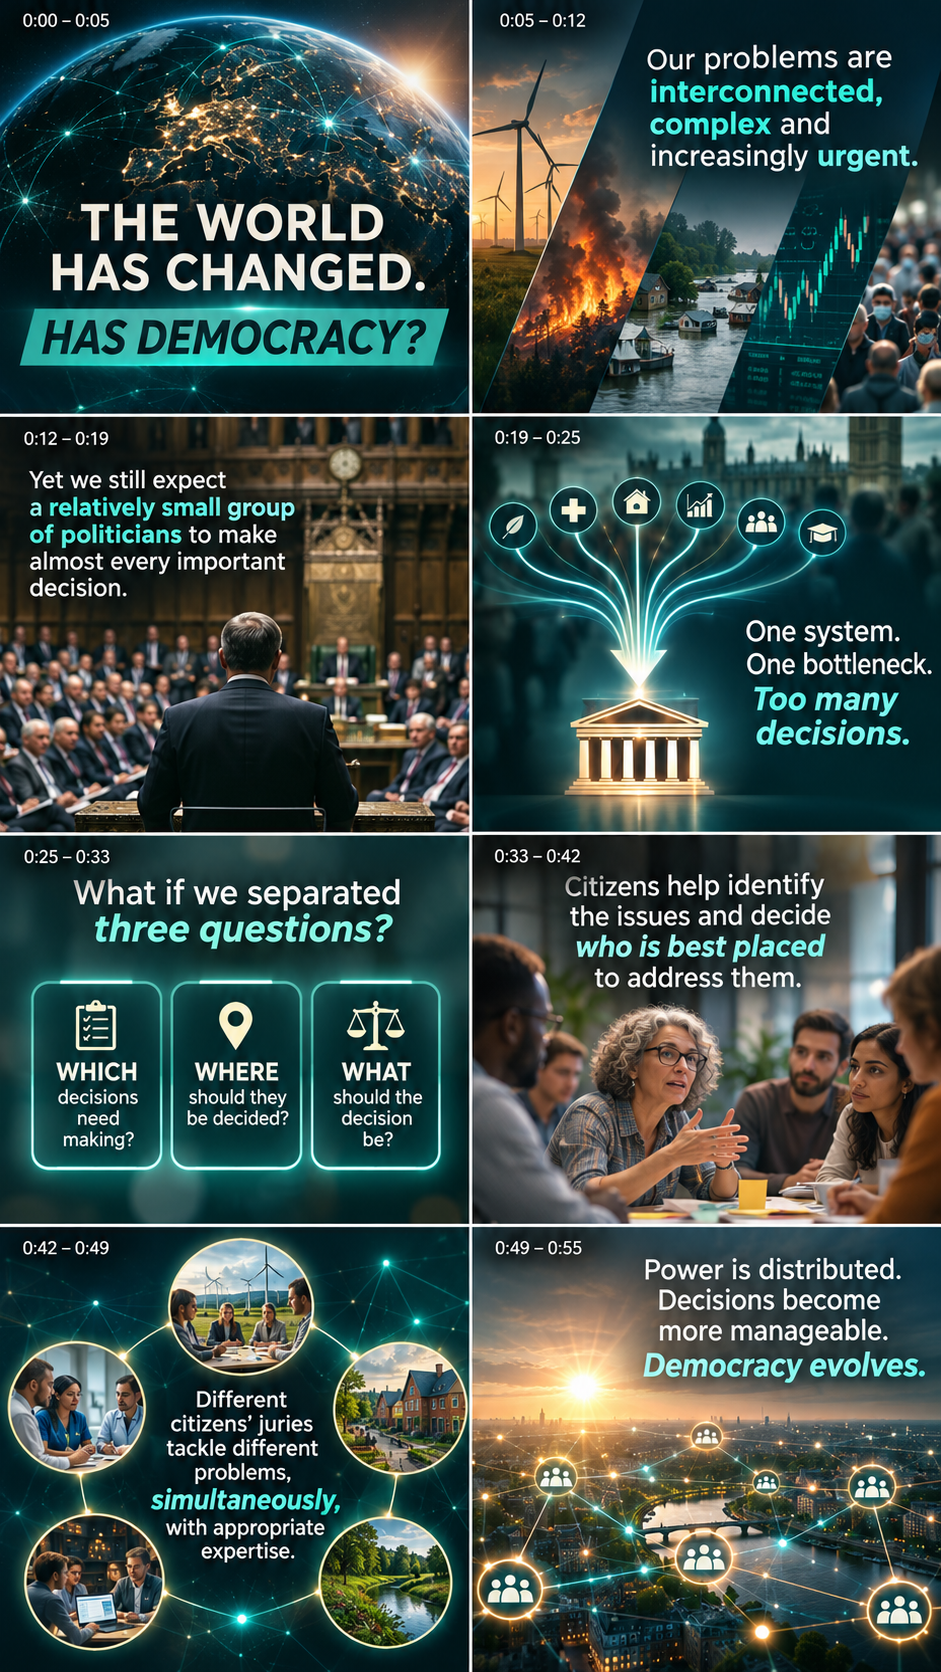 0:00 – 0:05
THE WORLD
HAS CHANGED.
HAS DEMOCRACY?
0:05 – 0:12
Our problems are
interconnected,
complex and
increasingly urgent.
0:12 – 0:19
Yet we still expect
a relatively small group
of politicians to make
almost every important
decision.
0:19 – 0:25
One system.
One bottleneck.
Too many
decisions.
0:25 – 0:33
What if we separated
three questions?
WHICH
decisions
need
making?
WHERE
should they
be decided?
WHAT
should the
decision
be?
0:33 – 0:42
Citizens help identify
the issues and decide
who is best placed
to address them.
0:42 – 0:49
Different
citizens’ juries
tackle different
problems,
simultaneously,
with appropriate
expertise.
0:49 – 0:55
Power is distributed.
Decisions become
more manageable.
Democracy evolves.